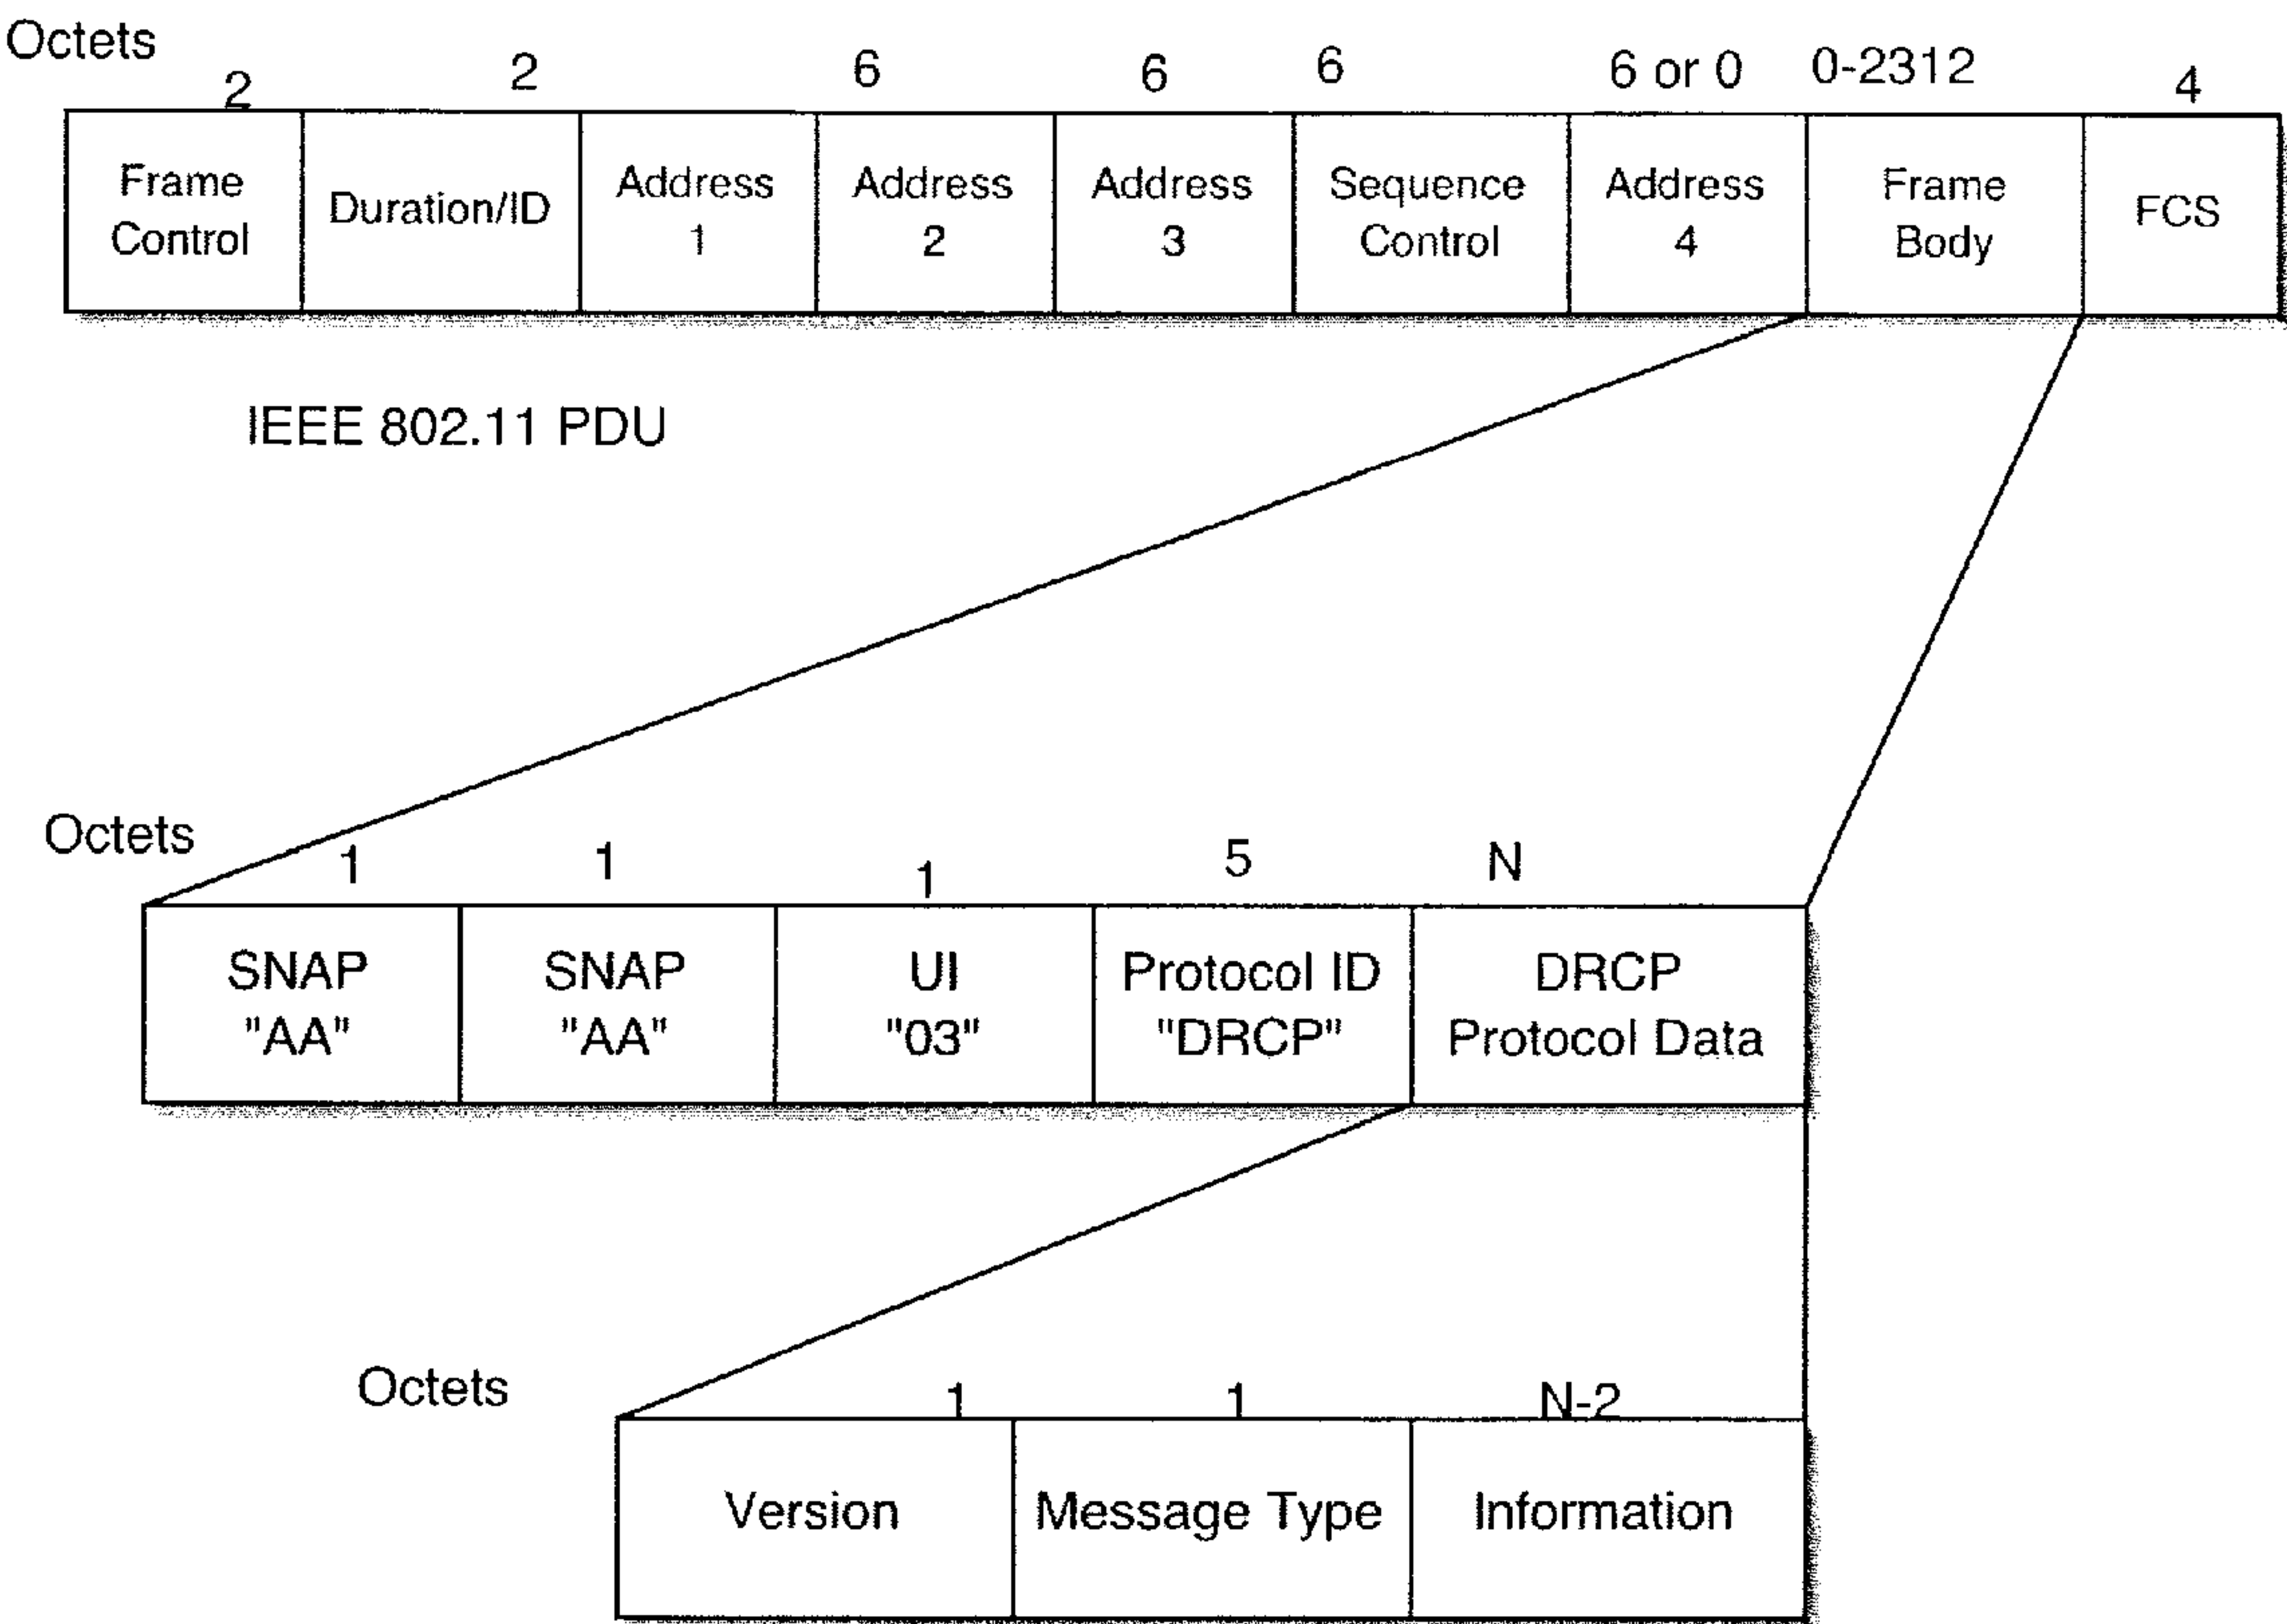 Octets
2 2 6 6 6 6 or 0 0-2312 4
Frame Control
Duration/ID
Address 1
Address 2
Address 3
Sequence Control
Address 4
Frame Body
FCS
IEEE 802.11 PDU
Octets
1 1 1 5 N
SNAP "AA"
SNAP "AA"
UI "03"
Protocol ID "DRCP"
DRCP Protocol Data
Octets
1 1 N-2
Version
Message Type
Information